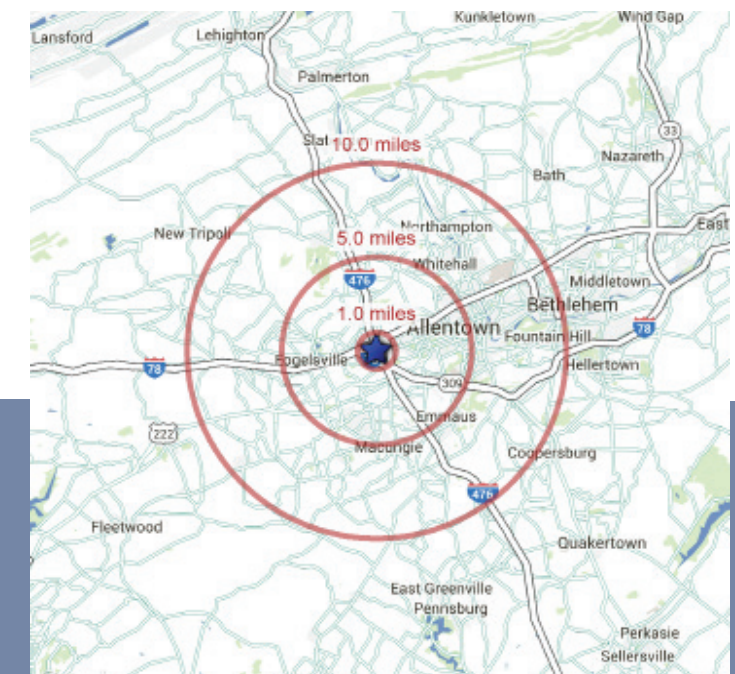 Kunkletown
Wind Gap
Lansford
Lehighton
Palmerton
Slat
10.0 miles
33
Nazareth
Bath
New Tripoli
Northampton
East
5.0 miles
Whitehall
476
Middletown
Bethlehem
1.0 miles
Allentown
Fountain Hill
78
Fogelsville
78
Hellertown
309
Emmaus
222
Macungie
Coopersburg
476
Fleetwood
Quakertown
East Greenville
Pennsburg
Perkasie
Sellersville